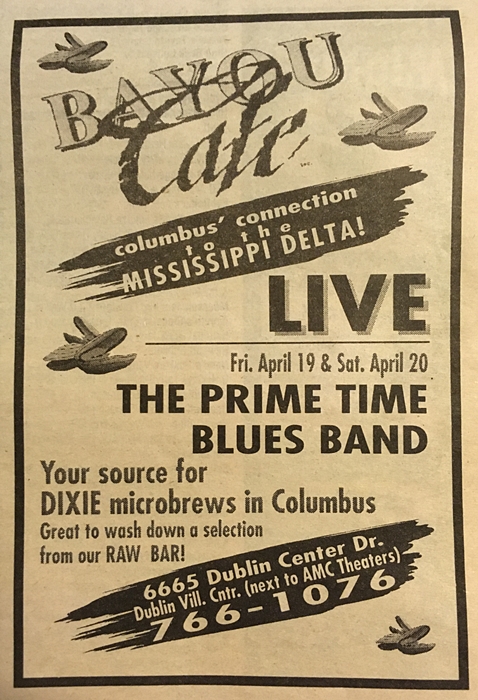 BAYOU
Cafe
columbus' connection
to the
MISSISSIPPI DELTA!
LIVE
Fri. April 19 & Sat. April 20
THE PRIME TIME
BLUES BAND
Your source for
DIXIE microbrews in Columbus
Great to wash down a selection
from our RAW BAR!
6665 Dublin Center Dr.
Dublin Vill. Cntr. (next to AMC Theaters)
766-1076